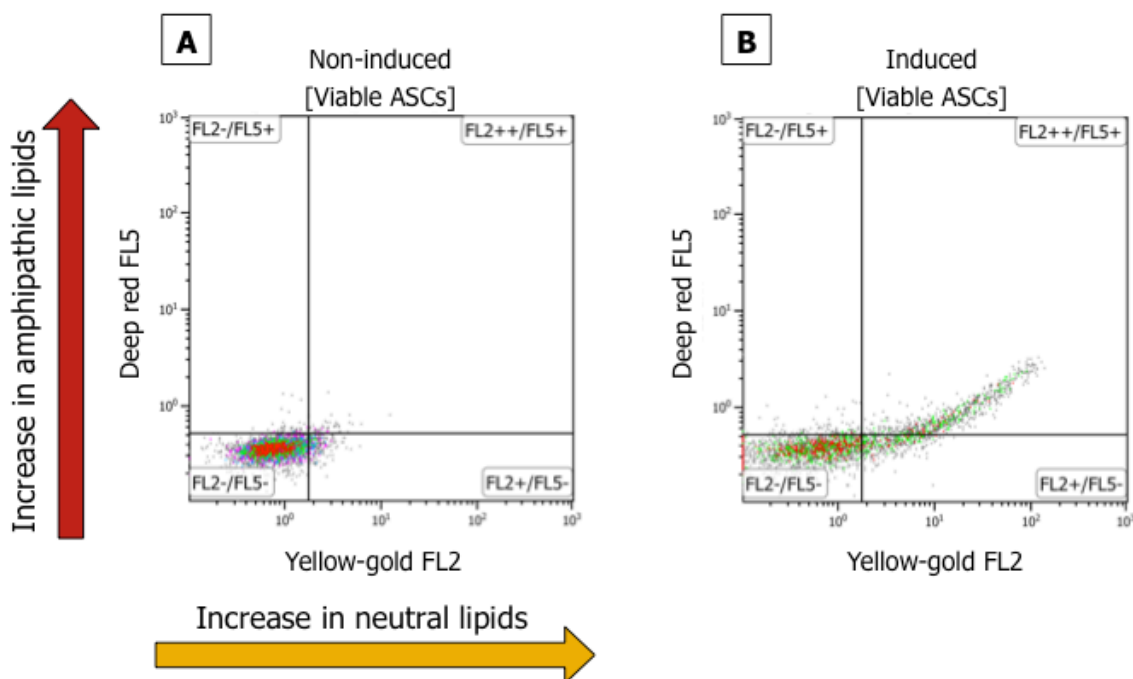 A
Non-induced
[Viable ASCs]
FL2-/FL5+
FL2++/FL5+
FL2-/FL5-
FL2+/FL5-
10³
10²
10¹
10⁰
10⁰
10¹
10²
10³
Deep red FL5
Yellow-gold FL2
Increase in amphipathic lipids
Increase in neutral lipids
B
Induced
[Viable ASCs]
FL2-/FL5+
FL2++/FL5+
FL2-/FL5-
FL2+/FL5-
10³
10²
10¹
10⁰
10⁰
10¹
10²
10³
Deep red FL5
Yellow-gold FL2